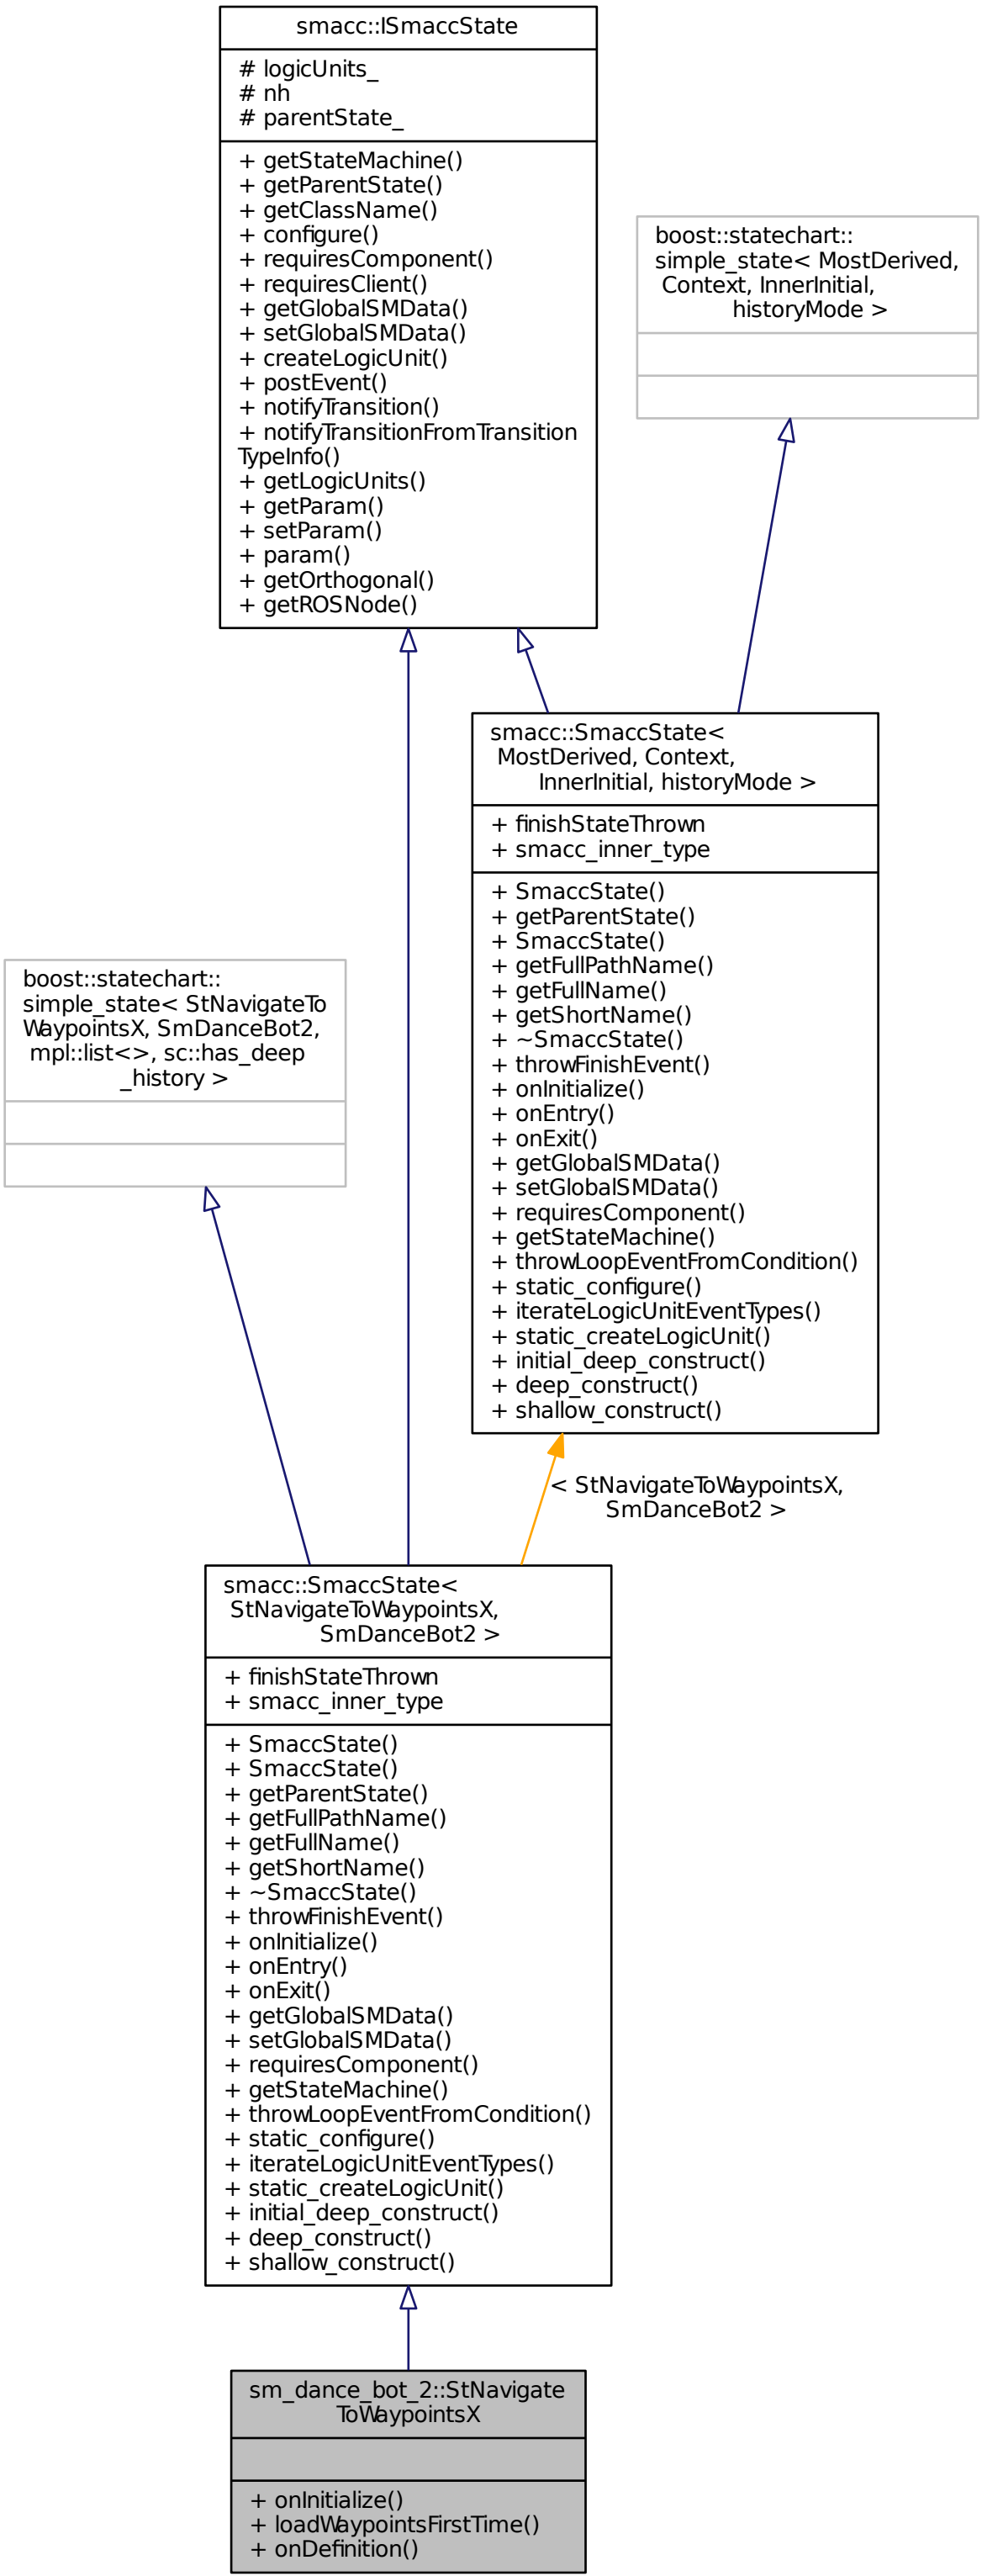 smacc::ISmaccState
# logicUnits_
# nh
# parentState_
+ getStateMachine()
+ getParentState()
+ getClassName()
+ configure()
+ requiresComponent()
+ requiresClient()
+ getGlobalSMData()
+ setGlobalSMData()
+ createLogicUnit()
+ postEvent()
+ notifyTransition()
+ notifyTransitionFromTransition
TypeInfo()
+ getLogicUnits()
+ getParam()
+ setParam()
+ param()
+ getOrthogonal()
+ getROSNode()
boost::statechart::
simple_state< MostDerived,
Context, InnerInitial,
historyMode >
smacc::SmaccState<
MostDerived, Context,
InnerInitial, historyMode >
+ finishStateThrown
+ smacc_inner_type
+ SmaccState()
+ getParentState()
+ SmaccState()
+ getFullPathName()
+ getFullName()
+ getShortName()
+ ~SmaccState()
+ throwFinishEvent()
+ onInitialize()
+ onEntry()
+ onExit()
+ getGlobalSMData()
+ setGlobalSMData()
+ requiresComponent()
+ getStateMachine()
+ throwLoopEventFromCondition()
+ static_configure()
+ iterateLogicUnitEventTypes()
+ static_createLogicUnit()
+ initial_deep_construct()
+ deep_construct()
+ shallow_construct()
boost::statechart::
simple_state< StNavigateTo
WaypointsX, SmDanceBot2,
mpl::list<>, sc::has_deep
_history >
< StNavigateToWaypointsX,
SmDanceBot2 >
smacc::SmaccState<
StNavigateToWaypointsX,
SmDanceBot2 >
+ finishStateThrown
+ smacc_inner_type
+ SmaccState()
+ SmaccState()
+ getParentState()
+ getFullPathName()
+ getFullName()
+ getShortName()
+ ~SmaccState()
+ throwFinishEvent()
+ onInitialize()
+ onEntry()
+ onExit()
+ getGlobalSMData()
+ setGlobalSMData()
+ requiresComponent()
+ getStateMachine()
+ throwLoopEventFromCondition()
+ static_configure()
+ iterateLogicUnitEventTypes()
+ static_createLogicUnit()
+ initial_deep_construct()
+ deep_construct()
+ shallow_construct()
sm_dance_bot_2::StNavigate
ToWaypointsX
+ onInitialize()
+ loadWaypointsFirstTime()
+ onDefinition()